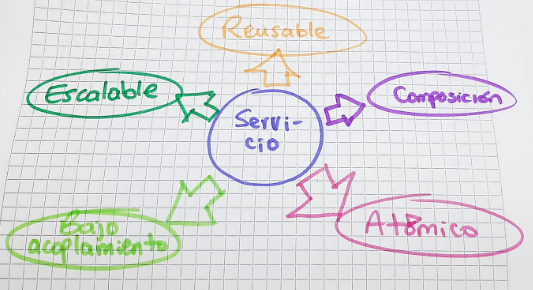 Reusable
Escalable
Composición
Servi-
cio
Bajo
acoplamiento
Atómico